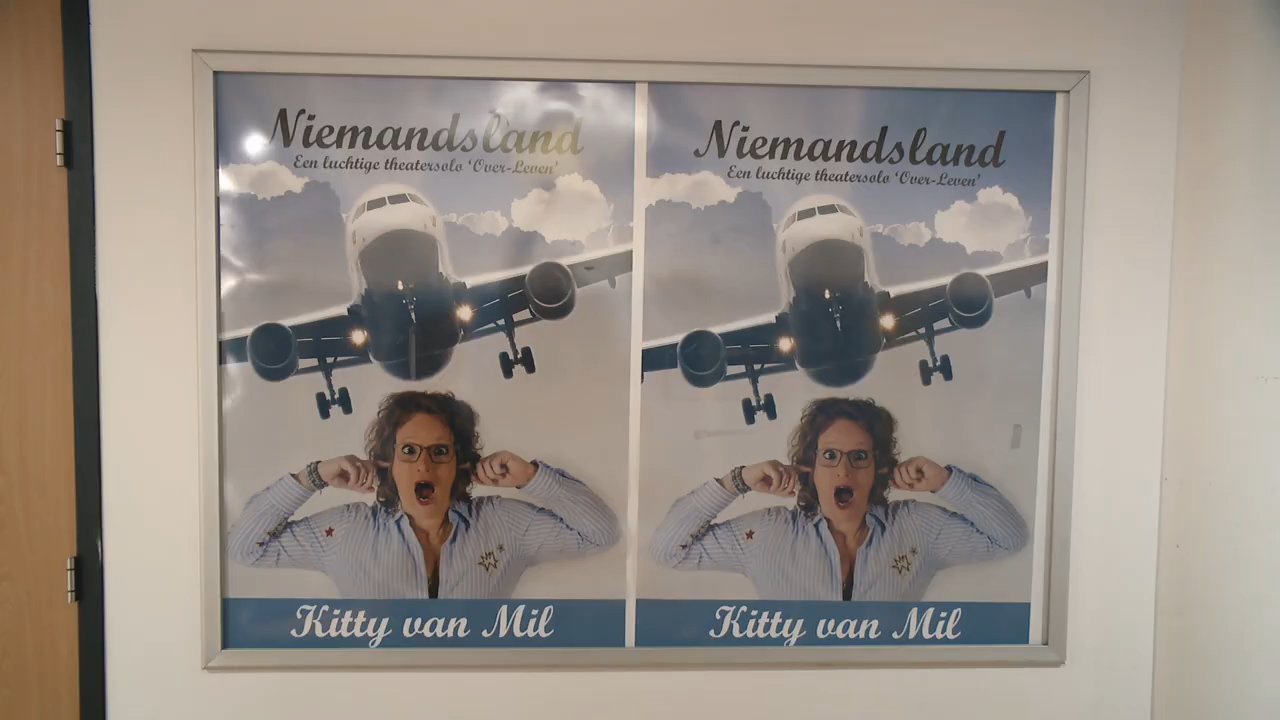 Niemandsland
Een luchtige theatersolo 'Over-Leven'
Kitty van Mil
Niemandsland
Een luchtige theatersolo 'Over-Leven'
Kitty van Mil